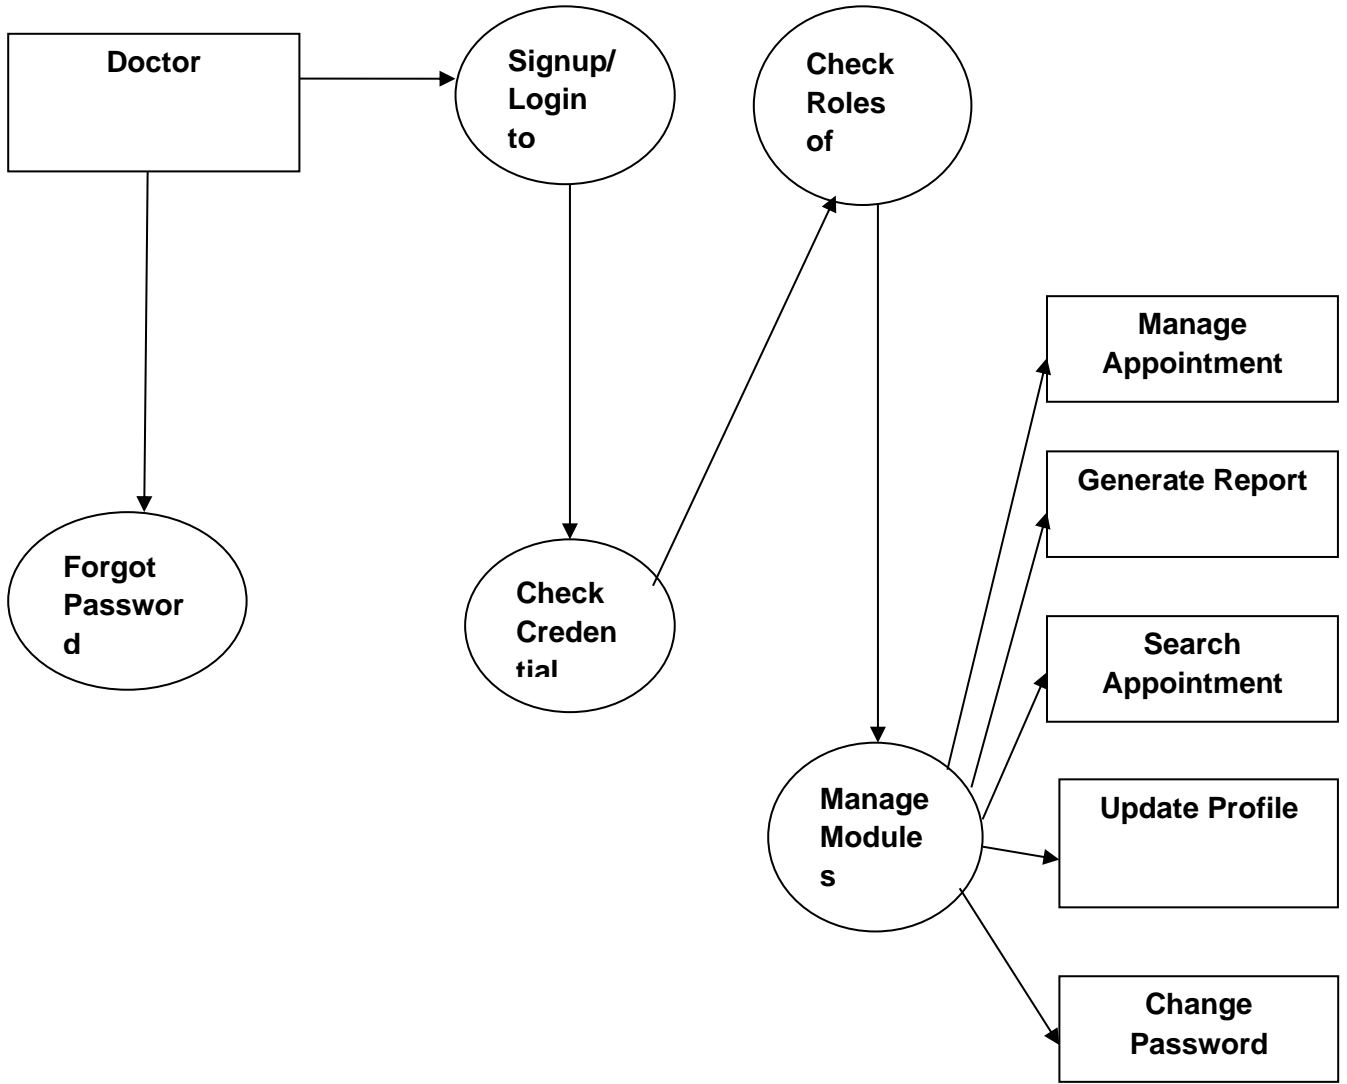 Doctor
Signup/
Login
to
Check
Roles
of
Manage
Appointment
Generate Report
Forgot
Passwor
d
Check
Creden
tial
Search
Appointment
Manage
Module
s
Update Profile
Change
Password